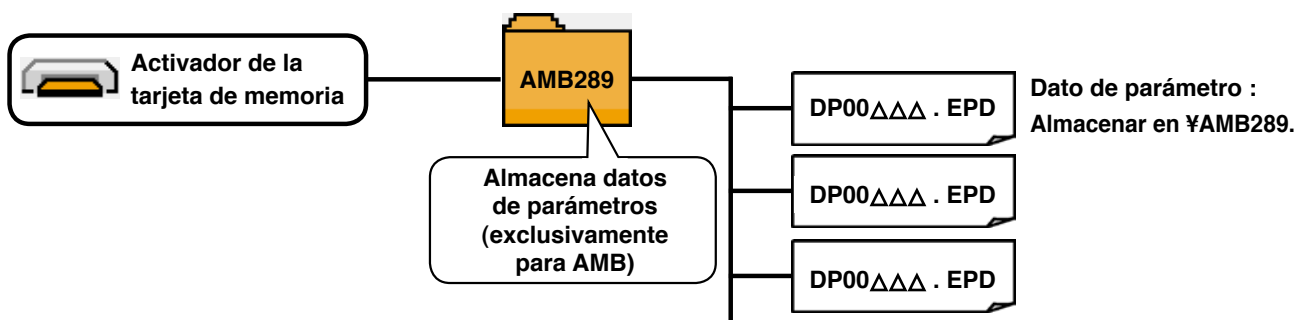 Activador de la
tarjeta de memoria
AMB289
Almacena datos
de parámetros
(exclusivamente
para AMB)
DP00△△△ . EPD
Dato de parámetro :
Almacenar en ¥AMB289.
DP00△△△ . EPD
DP00△△△ . EPD